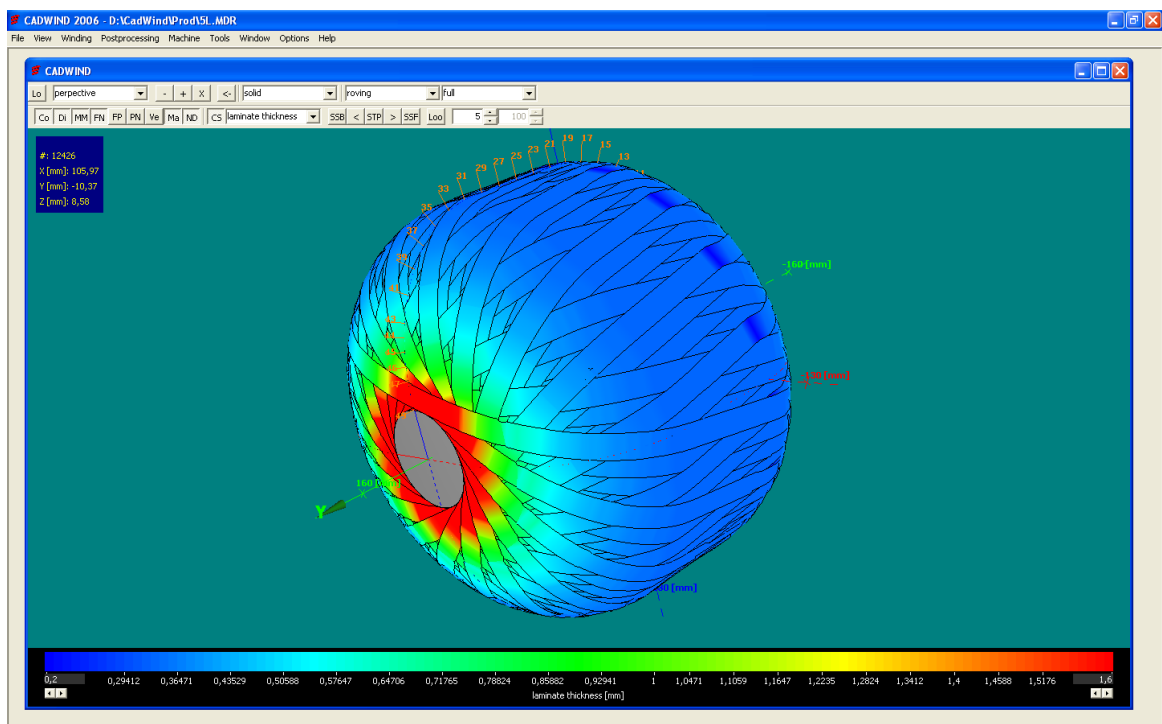 CADWIND 2006 - D:\CadWind\Prod\5L.MDR
File View Winding Postprocessing Machine Tools Window Options Help
CADWIND
Lo perpective - + X <- solid roving full
Co Di MM FN FP PN Ve Ma ND CS laminate thickness SSB < STP > SSF Loo 5 100
#: 12426
X [mm]: 105,97
Y [mm]: -10,37
Z [mm]: 8,58
21 19 17 15 13
33 31 29 27 25 23
35
37
-160 [mm]
Y
0,2 0,29412 0,36471 0,43529 0,50588 0,57647 0,64706 0,71765 0,78824 0,85882 0,92941 1 1,0471 1,1059 1,1647 1,2235 1,2824 1,3412 1,4 1,4588 1,5176 1,6
laminate thickness [mm]